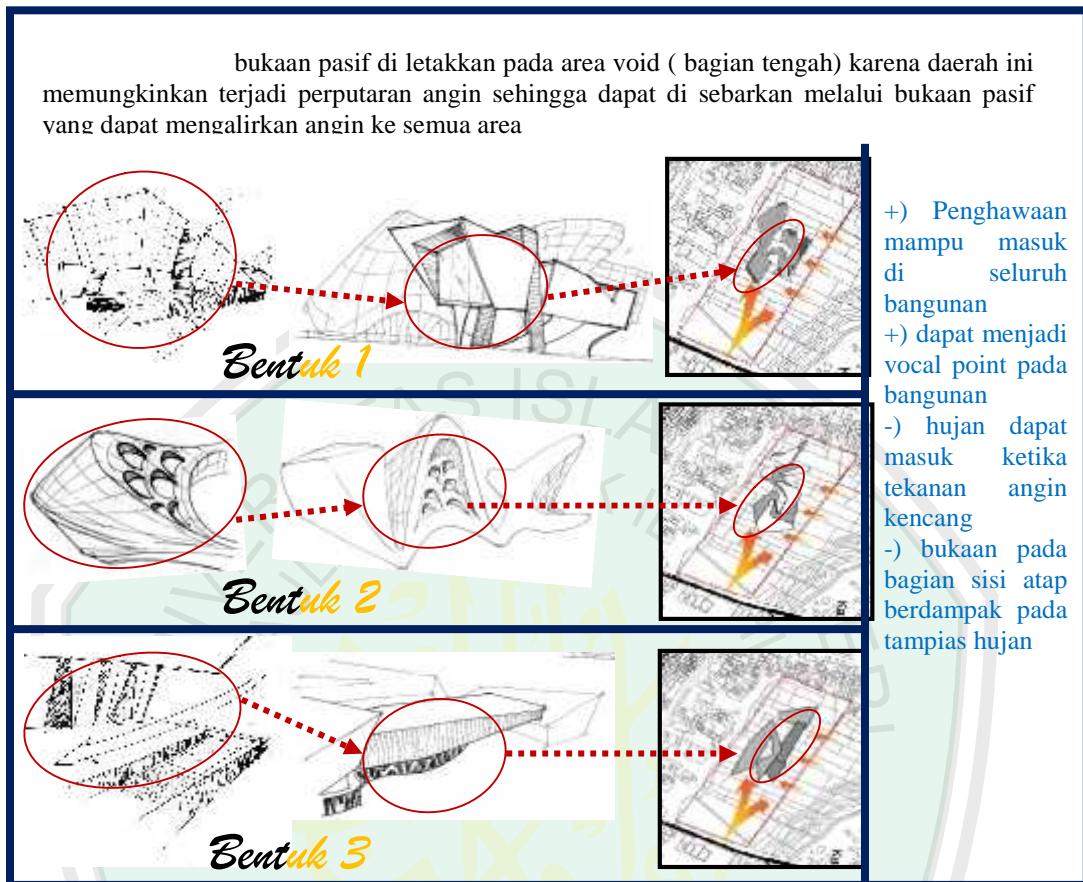 bukaan pasif di letakkan pada area void ( bagian tengah) karena daerah ini
memungkinkan terjadi perputaran angin sehingga dapat di sebarkan melalui bukaan pasif
yang dapat mengalirkan angin ke semua area
Bentuk 1
Bentuk 2
Bentuk 3
+) Penghawaan
mampu masuk
di seluruh
bangunan
+) dapat menjadi
vocal point pada
bangunan
-) hujan dapat
masuk ketika
tekanan angin
kencang
-) bukaan pada
bagian sisi atap
berdampak pada
tampias hujan